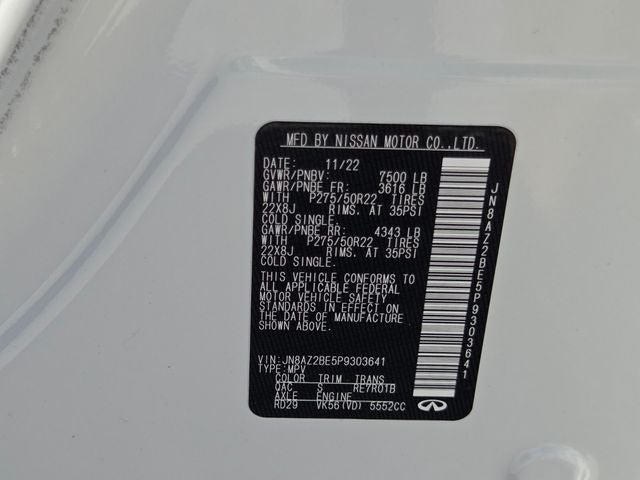 MFD BY NISSAN MOTOR CO.,LTD.
DATE: 11/22
GVWR/PNBV: 7500 LB
GAWR/PNBE FR: 3616 LB
WITH P275/50R22 TIRES
22X8J RIMS. AT 35PSI
COLD SINGLE.
GAWR/PNBE RR: 4343 LB
WITH P275/50R22 TIRES
22X8J RIMS. AT 35PSI
COLD SINGLE.
THIS VEHICLE CONFORMS TO
ALL APPLICABLE FEDERAL
MOTOR VEHICLE SAFETY
STANDARDS IN EFFECT ON
THE DATE OF MANUFACTURE
SHOWN ABOVE.
VIN:JN8AZ2BE5P9303641
TYPE:MPV
COLOR TRIM TRANS
QAC S RE7R01B
AXLE ENGINE
RD29 VK56(VD) 5552CC
JN8AZ2BE5P9303641